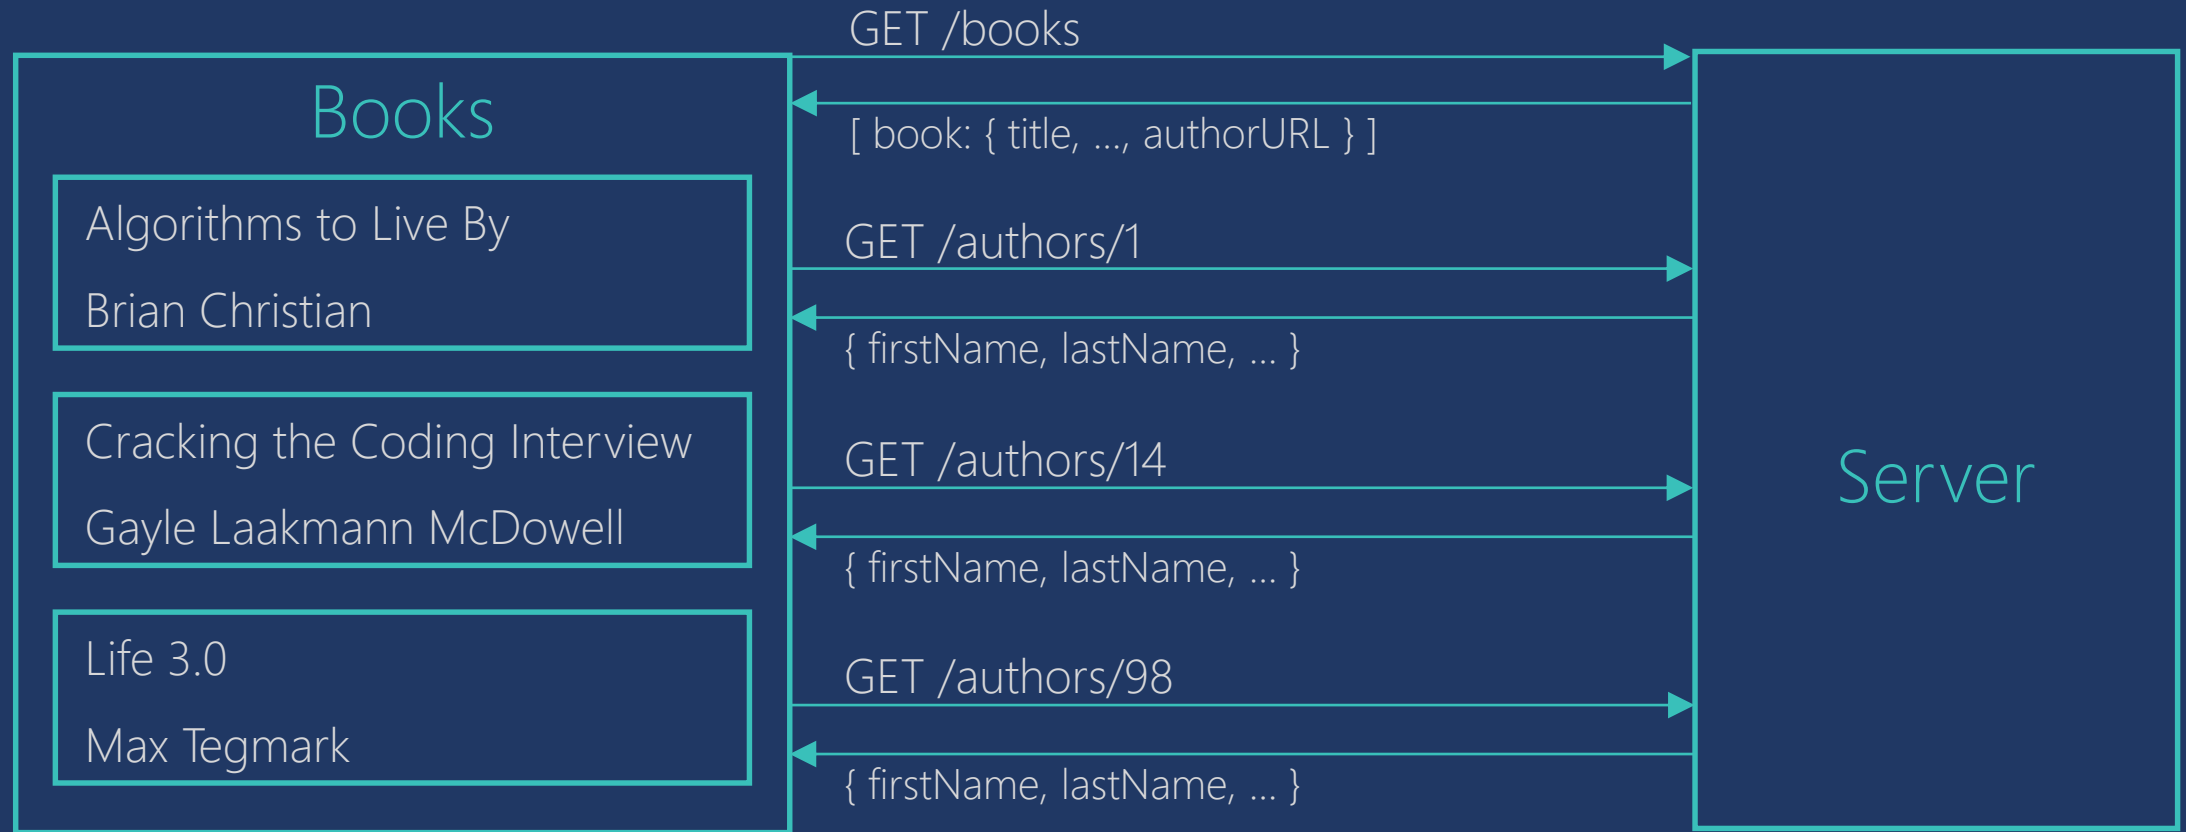 GET /books
Books
[ book: { title, ..., authorURL } ]
Algorithms to Live By
Brian Christian
GET /authors/1
{ firstName, lastName, ... }
Cracking the Coding Interview
Gayle Laakmann McDowell
GET /authors/14
{ firstName, lastName, ... }
Server
Life 3.0
Max Tegmark
GET /authors/98
{ firstName, lastName, ... }